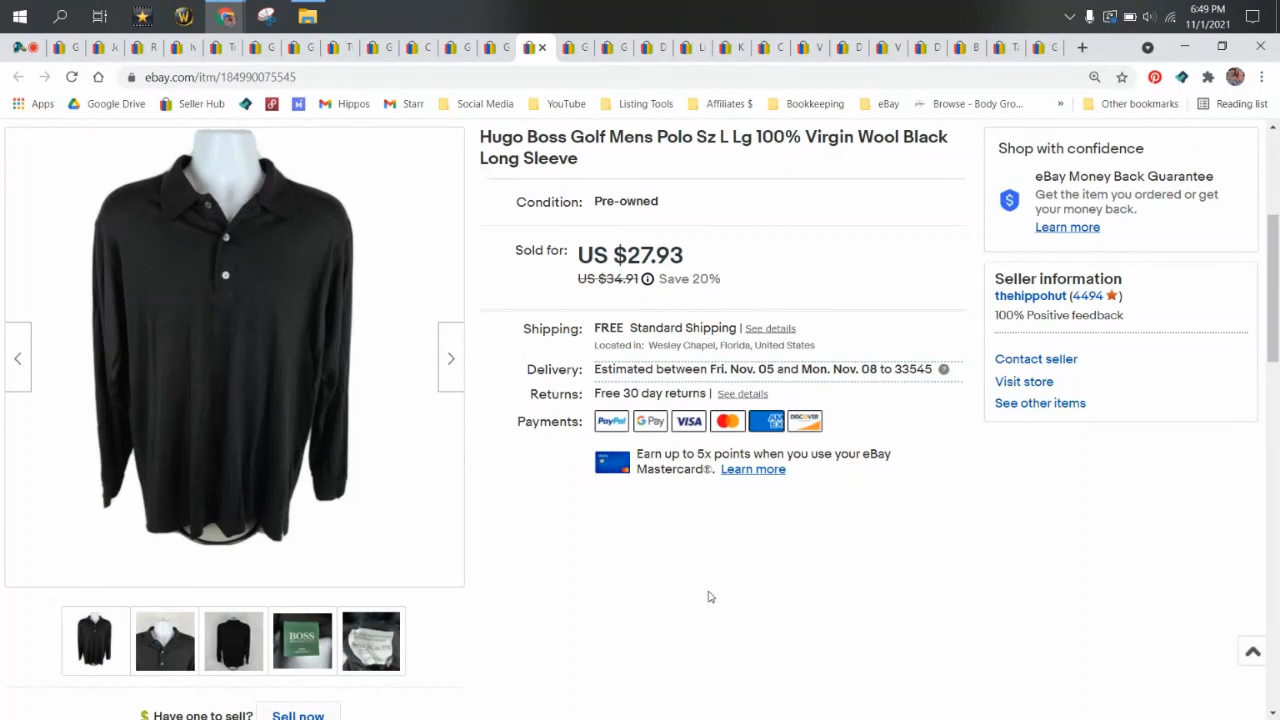 6:49 PM
11/1/2021
ebay.com/itm/184990075545
Apps
Google Drive
Seller Hub
Hippos
Starr
Social Media
YouTube
Listing Tools
Affiliates $
Bookkeeping
eBay
Browse - Body Gro...
»
Other bookmarks
Reading list
Hugo Boss Golf Mens Polo Sz L Lg 100% Virgin Wool Black
Long Sleeve
Condition: Pre-owned
Sold for: US $27.93
US $34.91 Save 20%
Shipping: FREE Standard Shipping | See details
Located in: Wesley Chapel, Florida, United States
Delivery: Estimated between Fri. Nov. 05 and Mon. Nov. 08 to 33545
Returns: Free 30 day returns | See details
Payments: PayPal G Pay VISA AM EX DISCOVER
Earn up to 5x points when you use your eBay
Mastercard®. Learn more
Shop with confidence
eBay Money Back Guarantee
Get the item you ordered or get
your money back.
Learn more
Seller information
thehippohut (4494)
100% Positive feedback
Contact seller
Visit store
See other items
BOSS
Have one to sell? Sell now